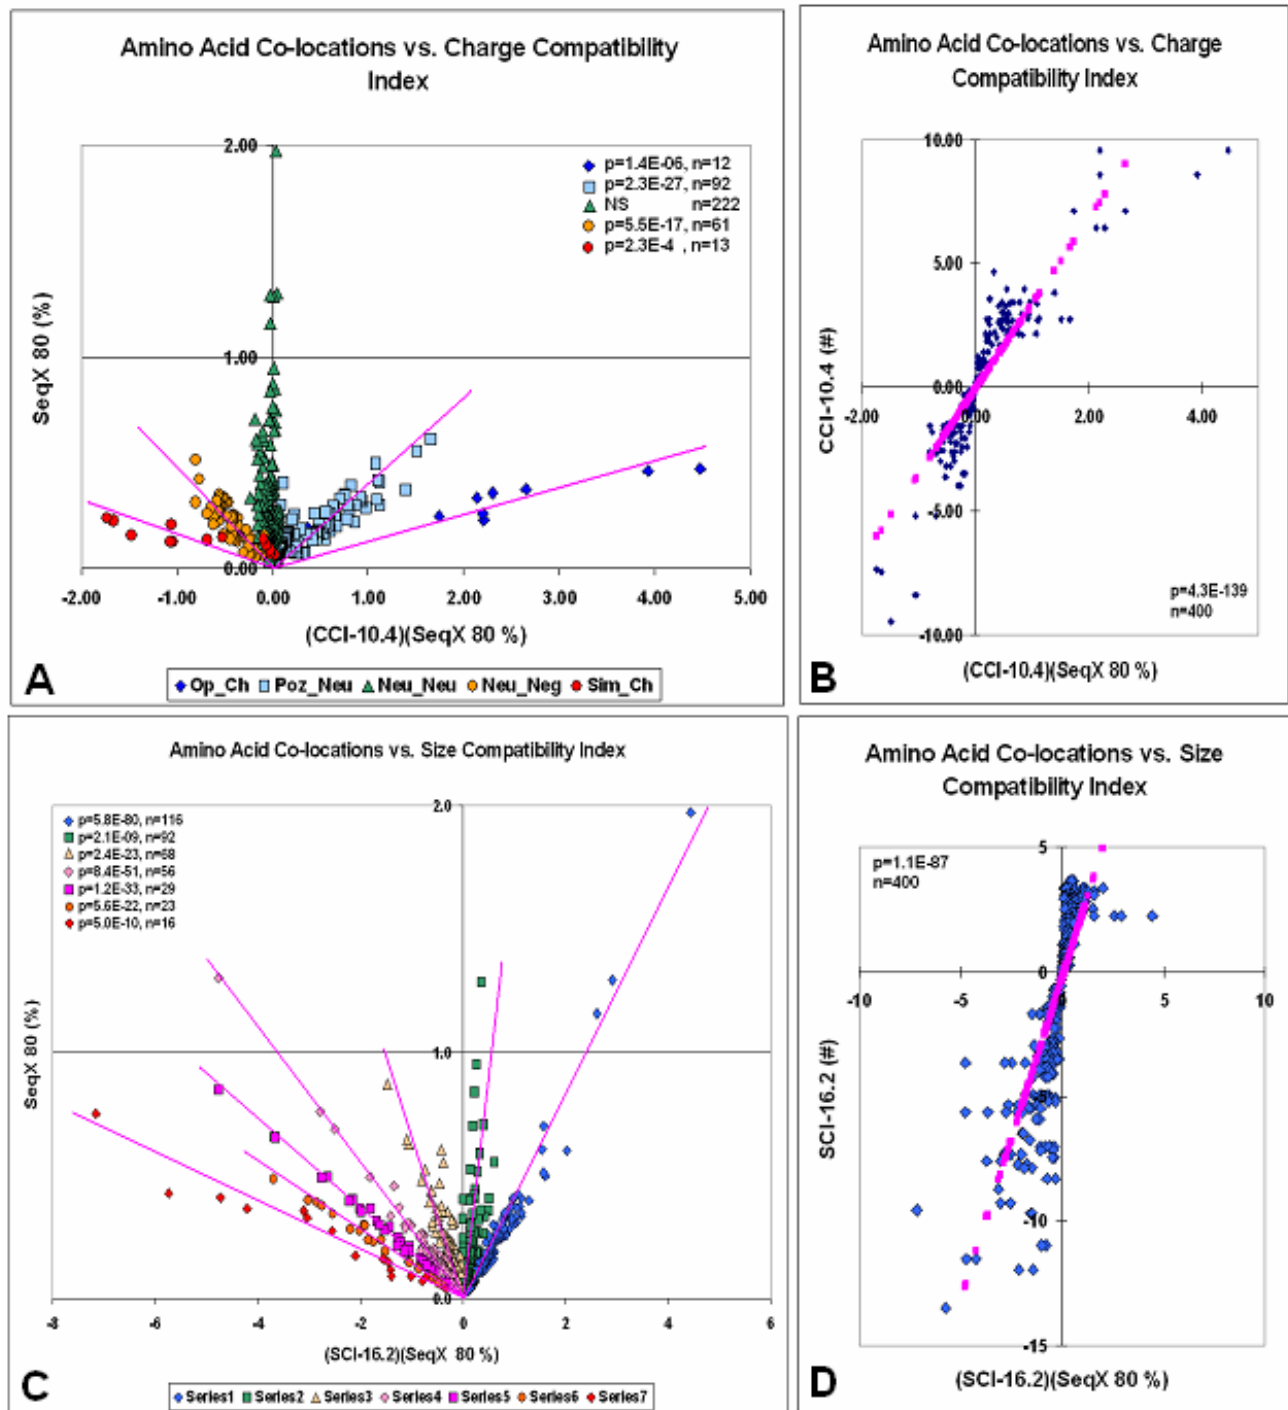 Amino Acid Co-locations vs. Charge Compatibility
Index
2.00
1.00
0.00
SeqX 80 (%)
p=1.4E-06, n=12
p=2.3E-27, n=92
NS n=222
p=5.5E-17, n=61
p=2.3E-4 , n=13
-2.00 -1.00 0.00 1.00 2.00 3.00 4.00 5.00
(CCI-10.4)(SeqX 80 %)
A
Op_Ch Poz_Neu Neu_Neu Neu_Neg Sim_Ch
Amino Acid Co-locations vs. Charge
Compatibility Index
10.00
5.00
0.00
-5.00
-10.00
CCI-10.4 (#)
-2.00 0.00 2.00 4.00
p=4.3E-139
n=400
(CCI-10.4)(SeqX 80 %)
B
Amino Acid Co-locations vs. Size Compatibility Index
2.0
1.0
0.0
SeqX 80 (%)
p=5.8E-80, n=116
p=2.1E-09, n=92
p=2.4E-23, n=68
p=8.4E-51, n=56
p=1.2E-33, n=29
p=5.6E-22, n=23
p=5.0E-10, n=16
-8 -6 -4 -2 0 2 4 6
(SCI-16.2)(SeqX 80 %)
C
Series1 Series2 Series3 Series4 Series5 Series6 Series7
Amino Acid Co-locations vs. Size
Compatibility Index
p=1.1E-87
n=400
5
0
-5
-10
-15
SCI-16.2 (#)
-10 -5 0 5 10
(SCI-16.2)(SeqX 80 %)
D